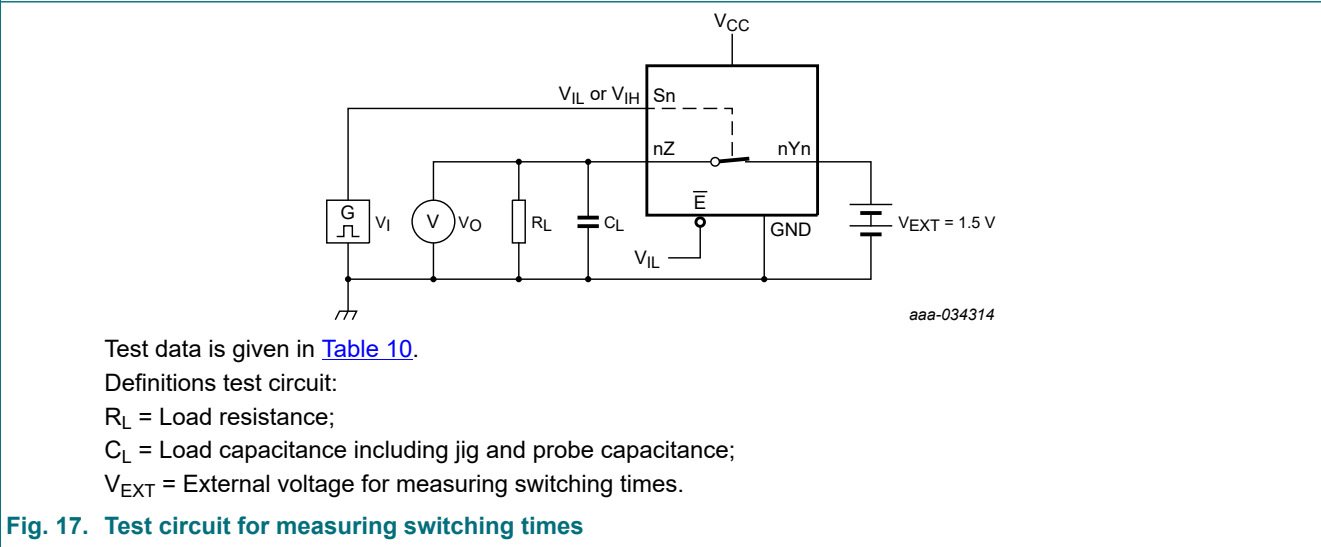 VCC
VIL or VIH
Sn
nZ
nYn
E
GND
G
VI
V
VO
RL
CL
VEXT = 1.5 V
VIL
aaa-034314
Test data is given in Table 10.
Definitions test circuit:
RL = Load resistance;
CL = Load capacitance including jig and probe capacitance;
VEXT = External voltage for measuring switching times.
Fig. 17. Test circuit for measuring switching times